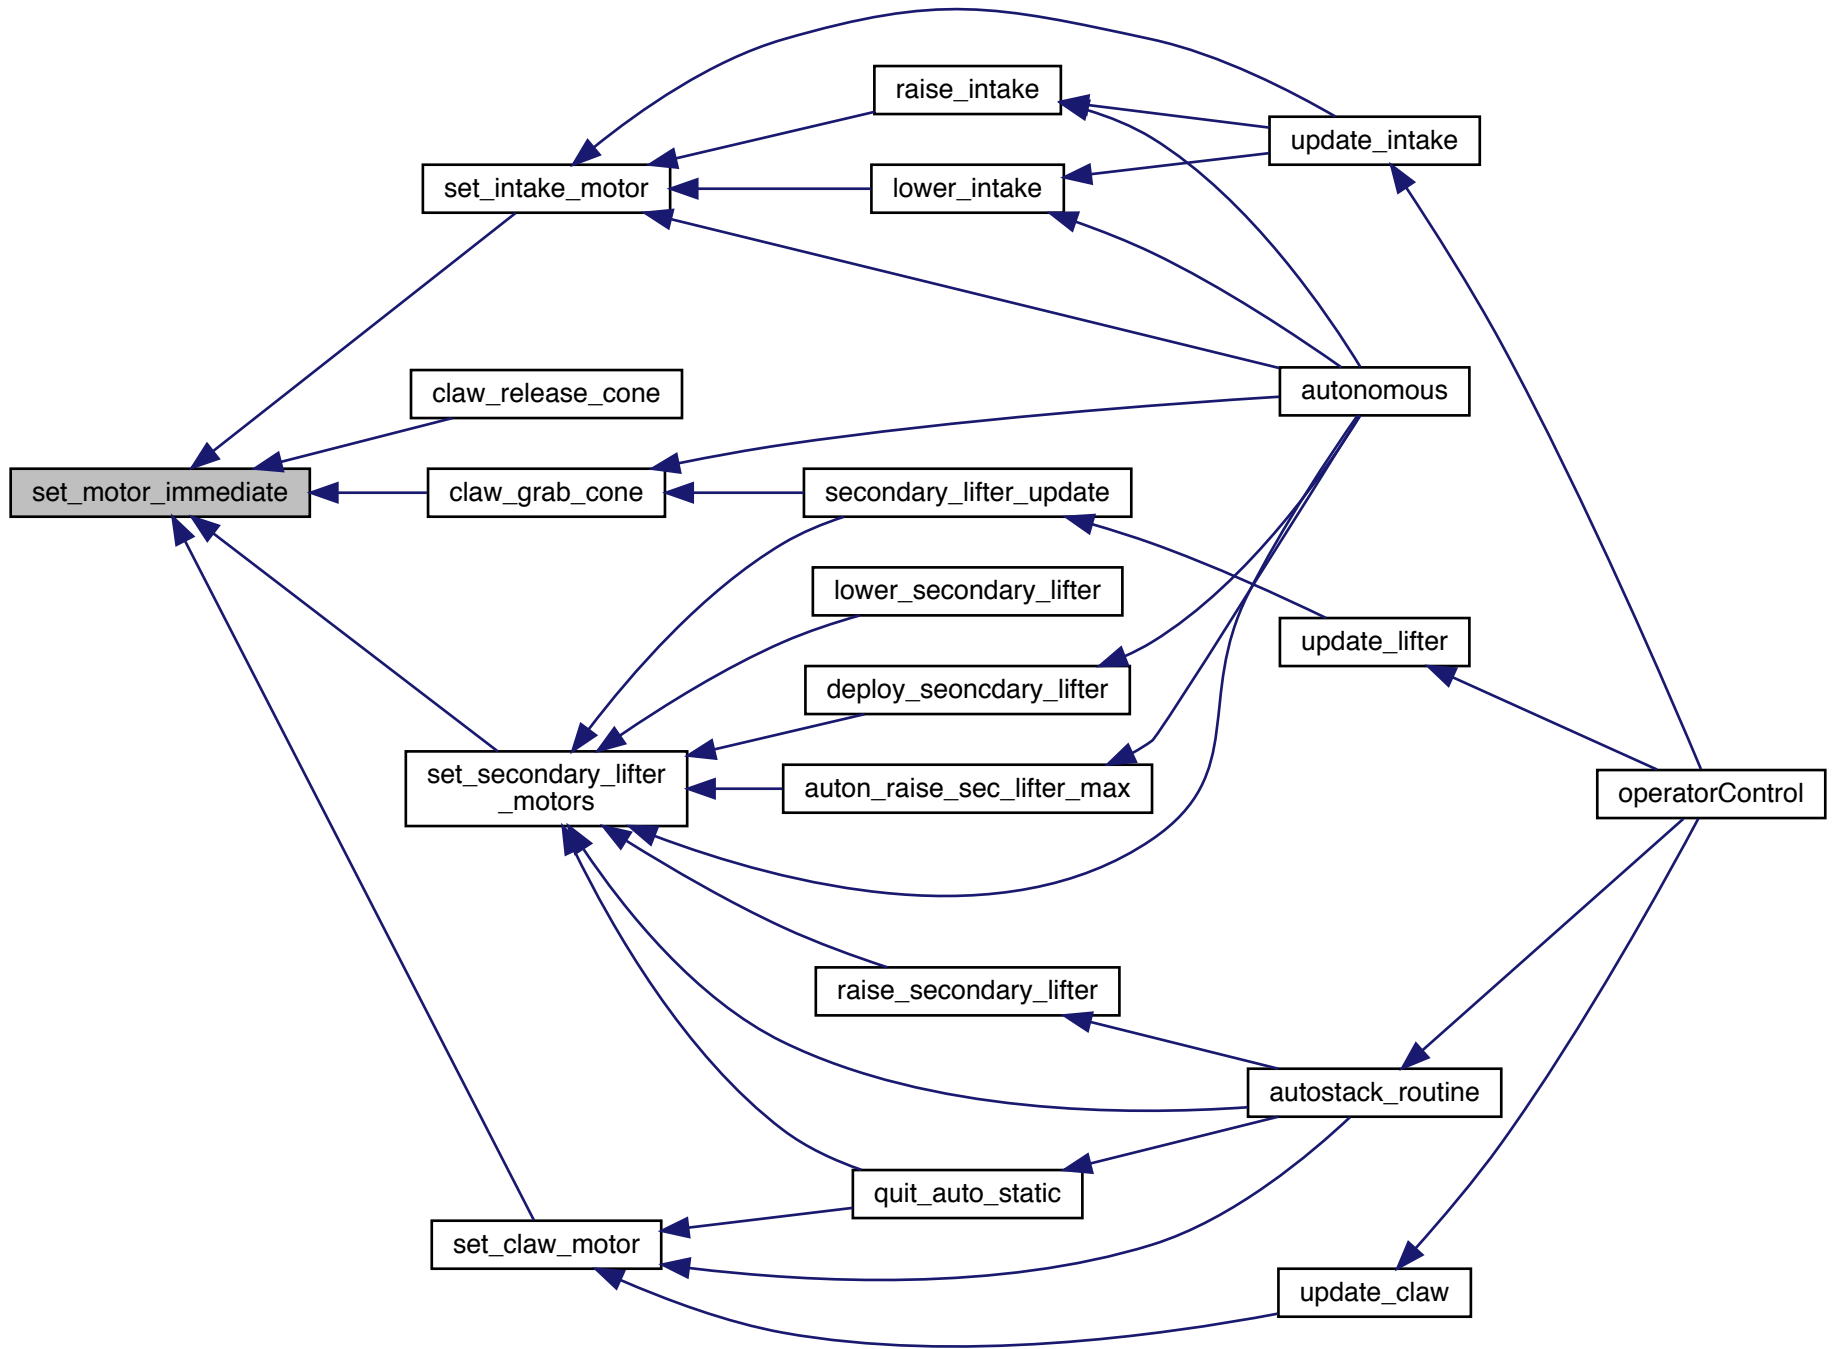 raise_intake
update_intake
set_intake_motor
lower_intake
claw_release_cone
autonomous
set_motor_immediate
claw_grab_cone
secondary_lifter_update
lower_secondary_lifter
update_lifter
deploy_seoncdary_lifter
set_secondary_lifter
_motors
auton_raise_sec_lifter_max
operatorControl
raise_secondary_lifter
autostack_routine
quit_auto_static
set_claw_motor
update_claw